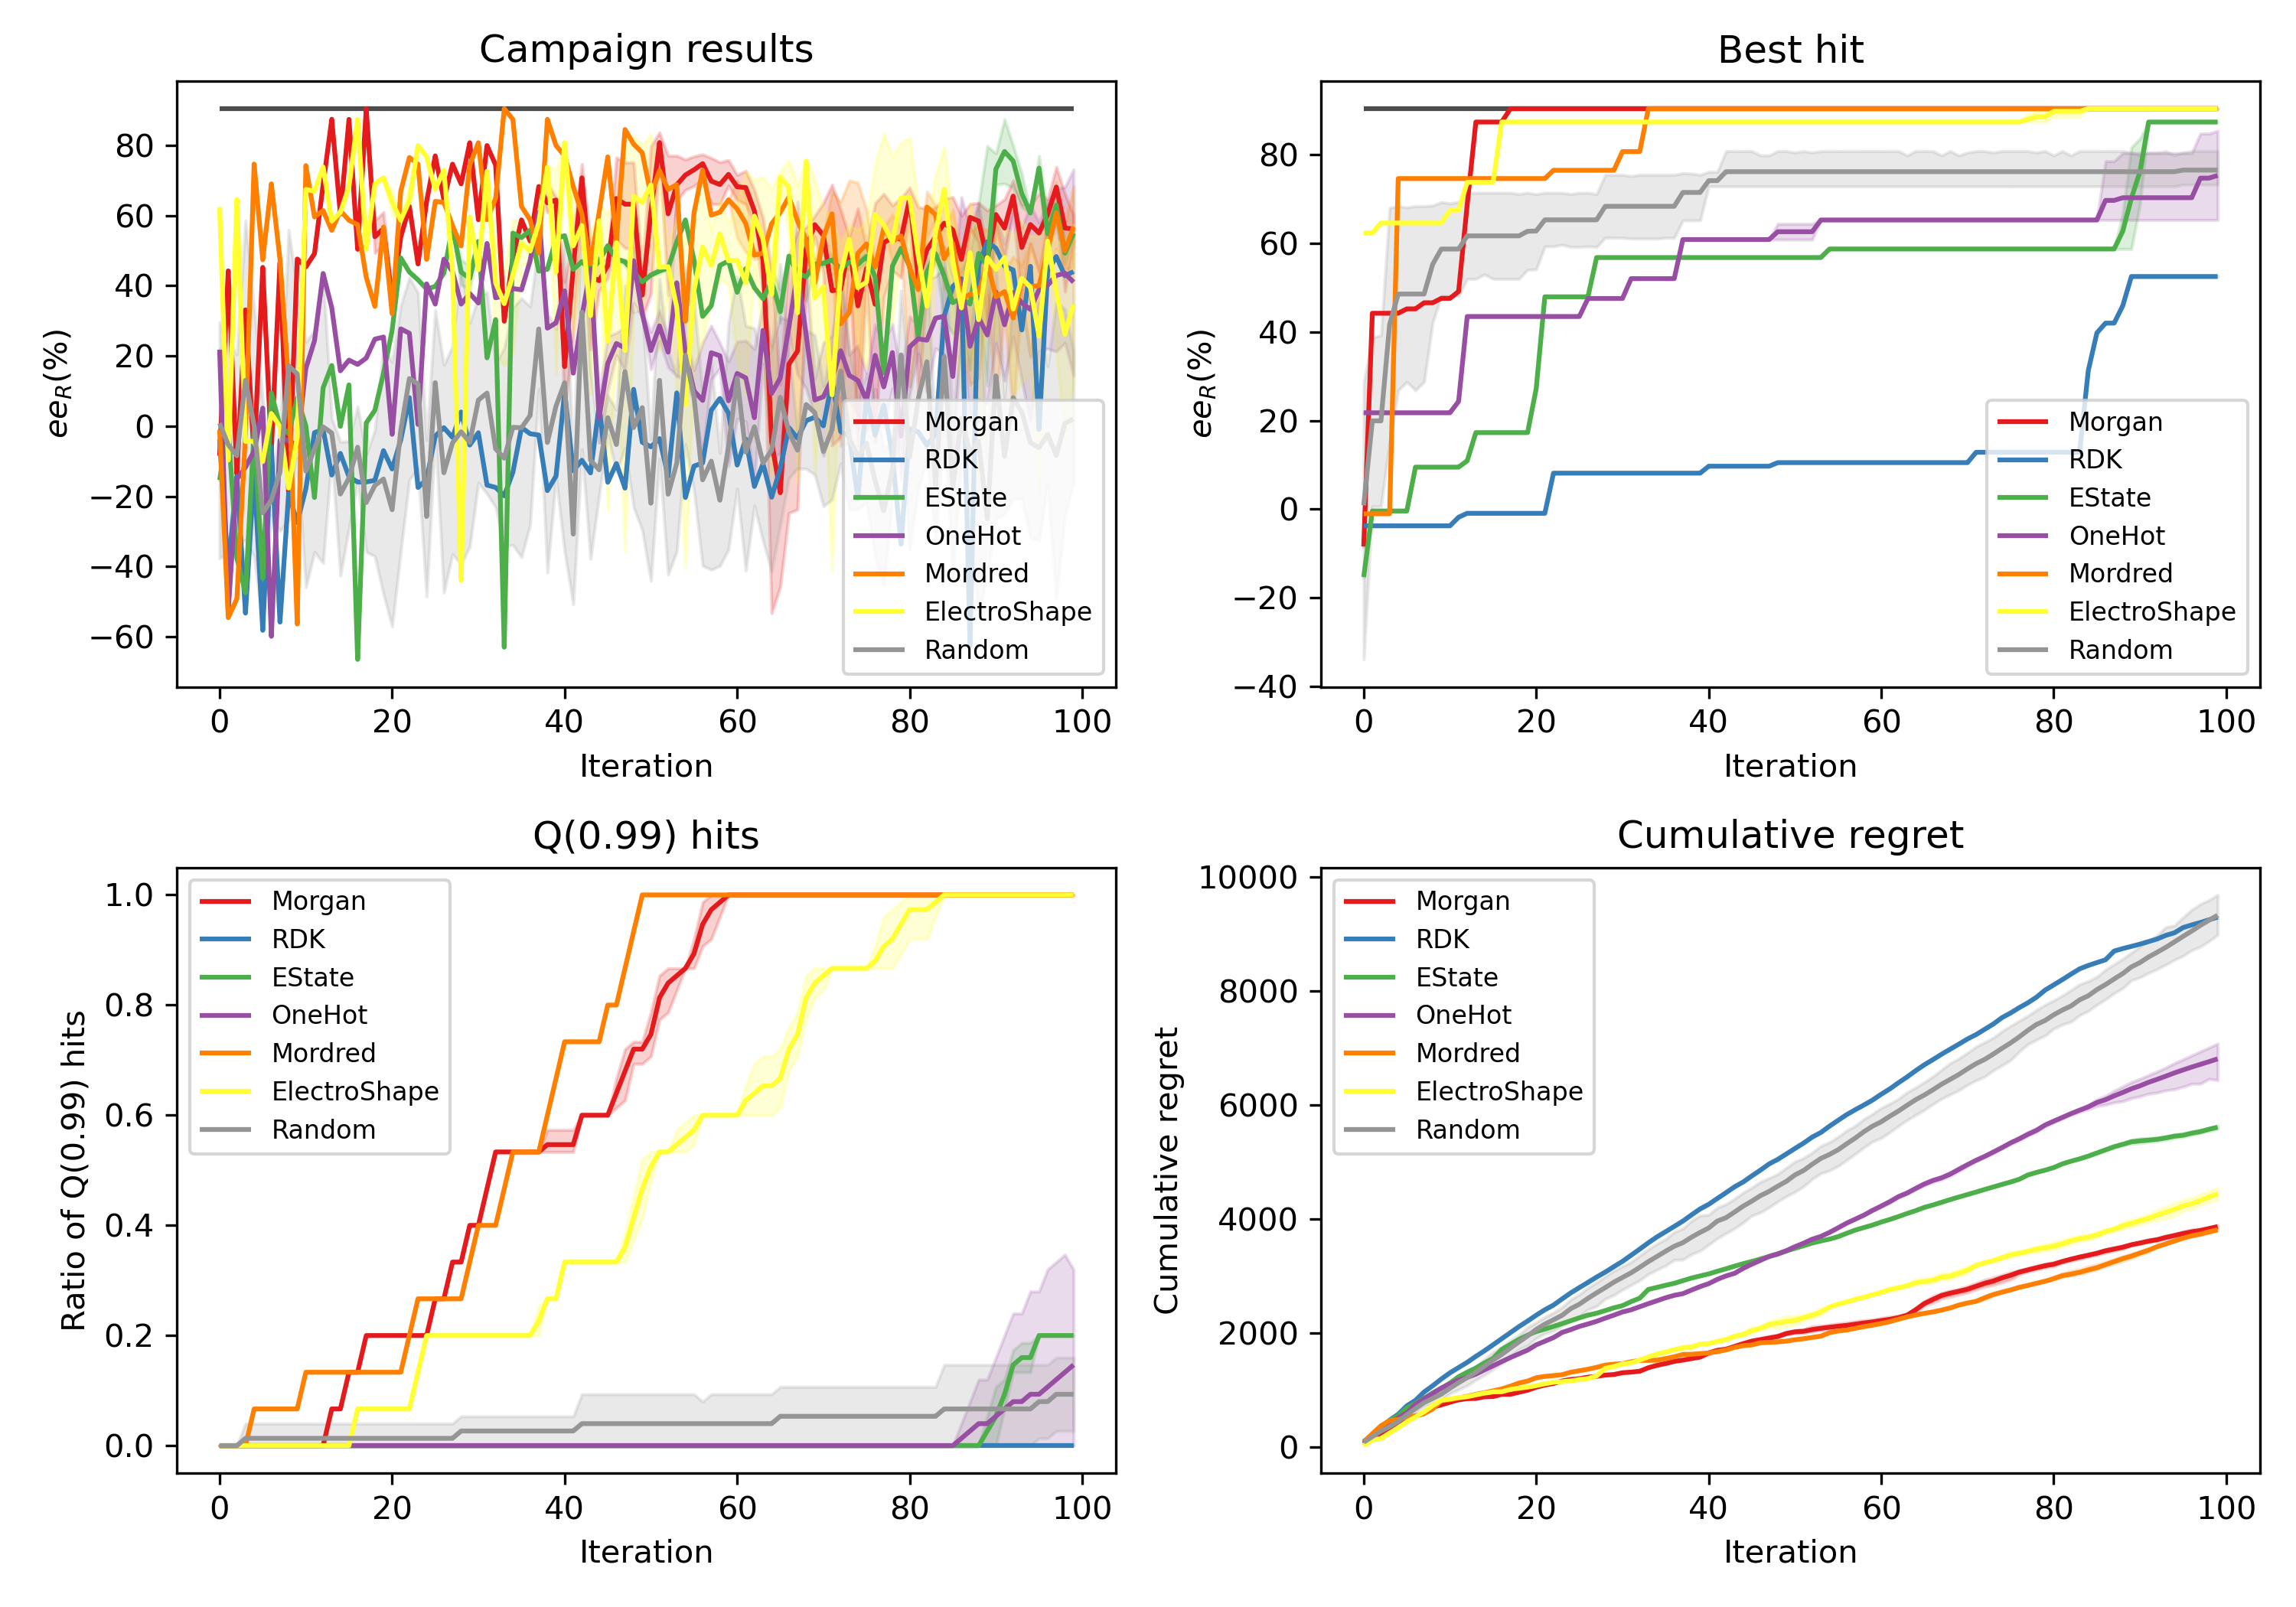 Campaign results
ee_R(%)
80
60
40
20
0
−20
−40
−60
Morgan
RDK
EState
OneHot
Mordred
ElectroShape
Random
0 20 40 60 80 100
Iteration
Best hit
ee_R(%)
80
60
40
20
0
−20
−40
Morgan
RDK
EState
OneHot
Mordred
ElectroShape
Random
0 20 40 60 80 100
Iteration
Q(0.99) hits
Ratio of Q(0.99) hits
1.0
0.8
0.6
0.4
0.2
0.0
Morgan
RDK
EState
OneHot
Mordred
ElectroShape
Random
0 20 40 60 80 100
Iteration
Cumulative regret
Cumulative regret
10000
8000
6000
4000
2000
0
Morgan
RDK
EState
OneHot
Mordred
ElectroShape
Random
0 20 40 60 80 100
Iteration